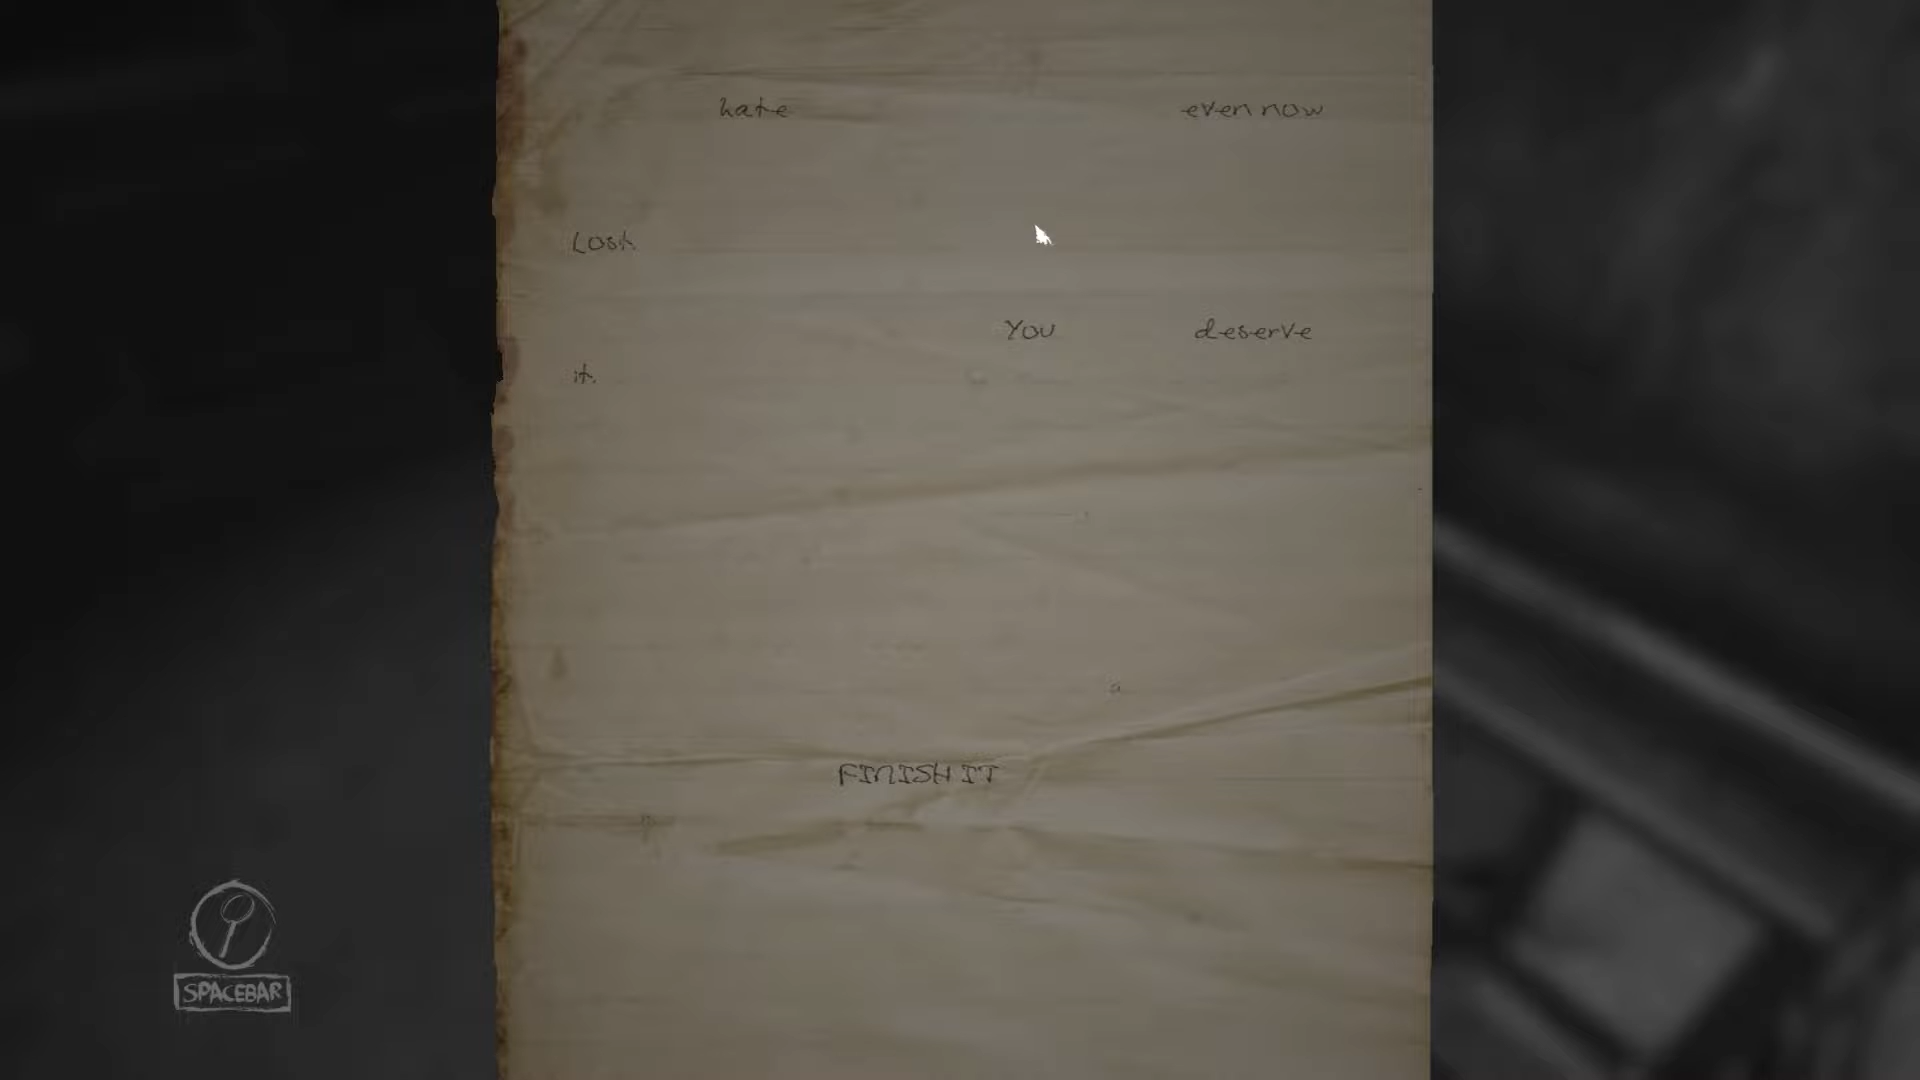 hate even now
Look
You deserve
it.
FINISH IT
SPACEBAR